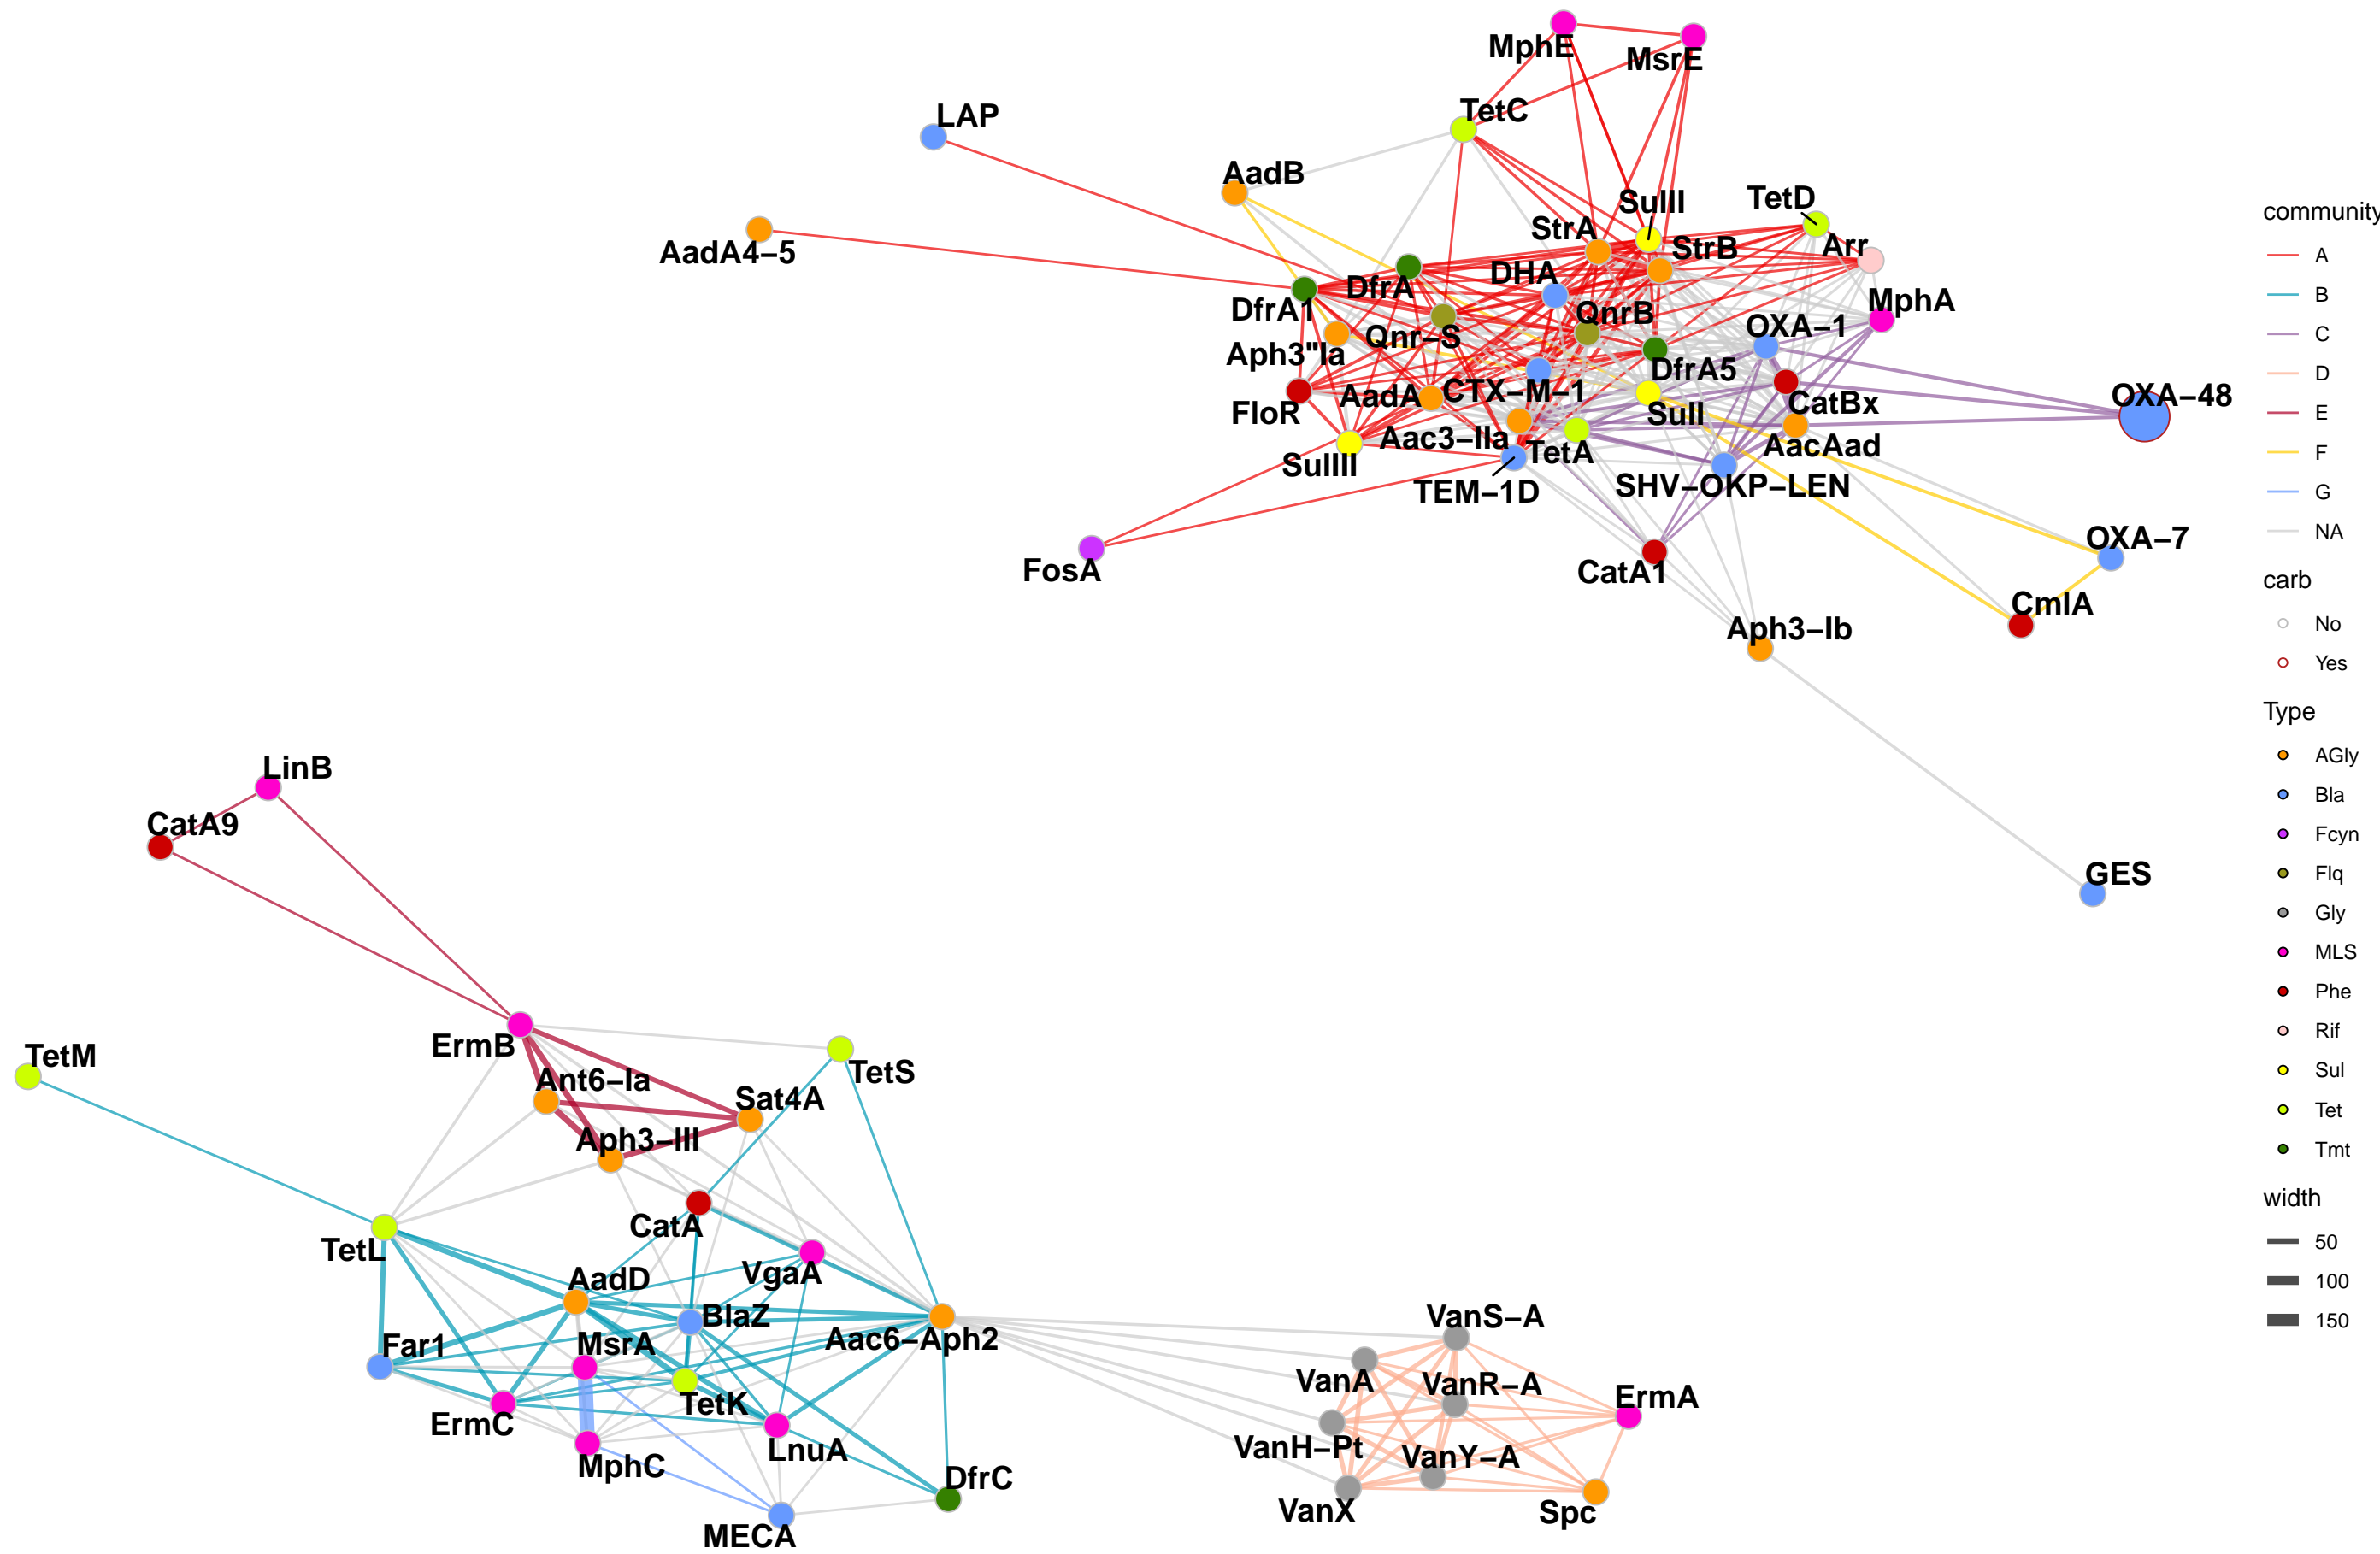 MphE
MsrE
LAP
TetC
AadB
AadA4−5
SulII
TetD
StrA
StrB
Arr
DHA
DfrA
DfrA1
QnrB
MphA
Qnr−S
OXA−1
Aph3"Ia
DfrA5
CTX−M−1
AadA
FloR
SulI
CatBx
OXA−48
Aac3−IIa
TetA
AacAad
SulIII
TEM−1D
SHV−OKP−LEN
OXA−7
FosA
CatA1
CmlA
Aph3−Ib
GES
LinB
CatA9
ErmB
TetM
TetS
Ant6−Ia
Sat4A
Aph3−III
CatA
TetL
VgaA
AadD
BlaZ
MsrA
Far1
Aac6−Aph2
TetK
ErmC
LnuA
MphC
DfrC
MECA
VanS−A
VanA
VanR−A
ErmA
VanH−Pt
VanY−A
VanX
Spc
community
A
B
C
D
E
F
G
NA
carb
No
Yes
Type
AGly
Bla
Fcyn
Flq
Gly
MLS
Phe
Rif
Sul
Tet
Tmt
width
50
100
150